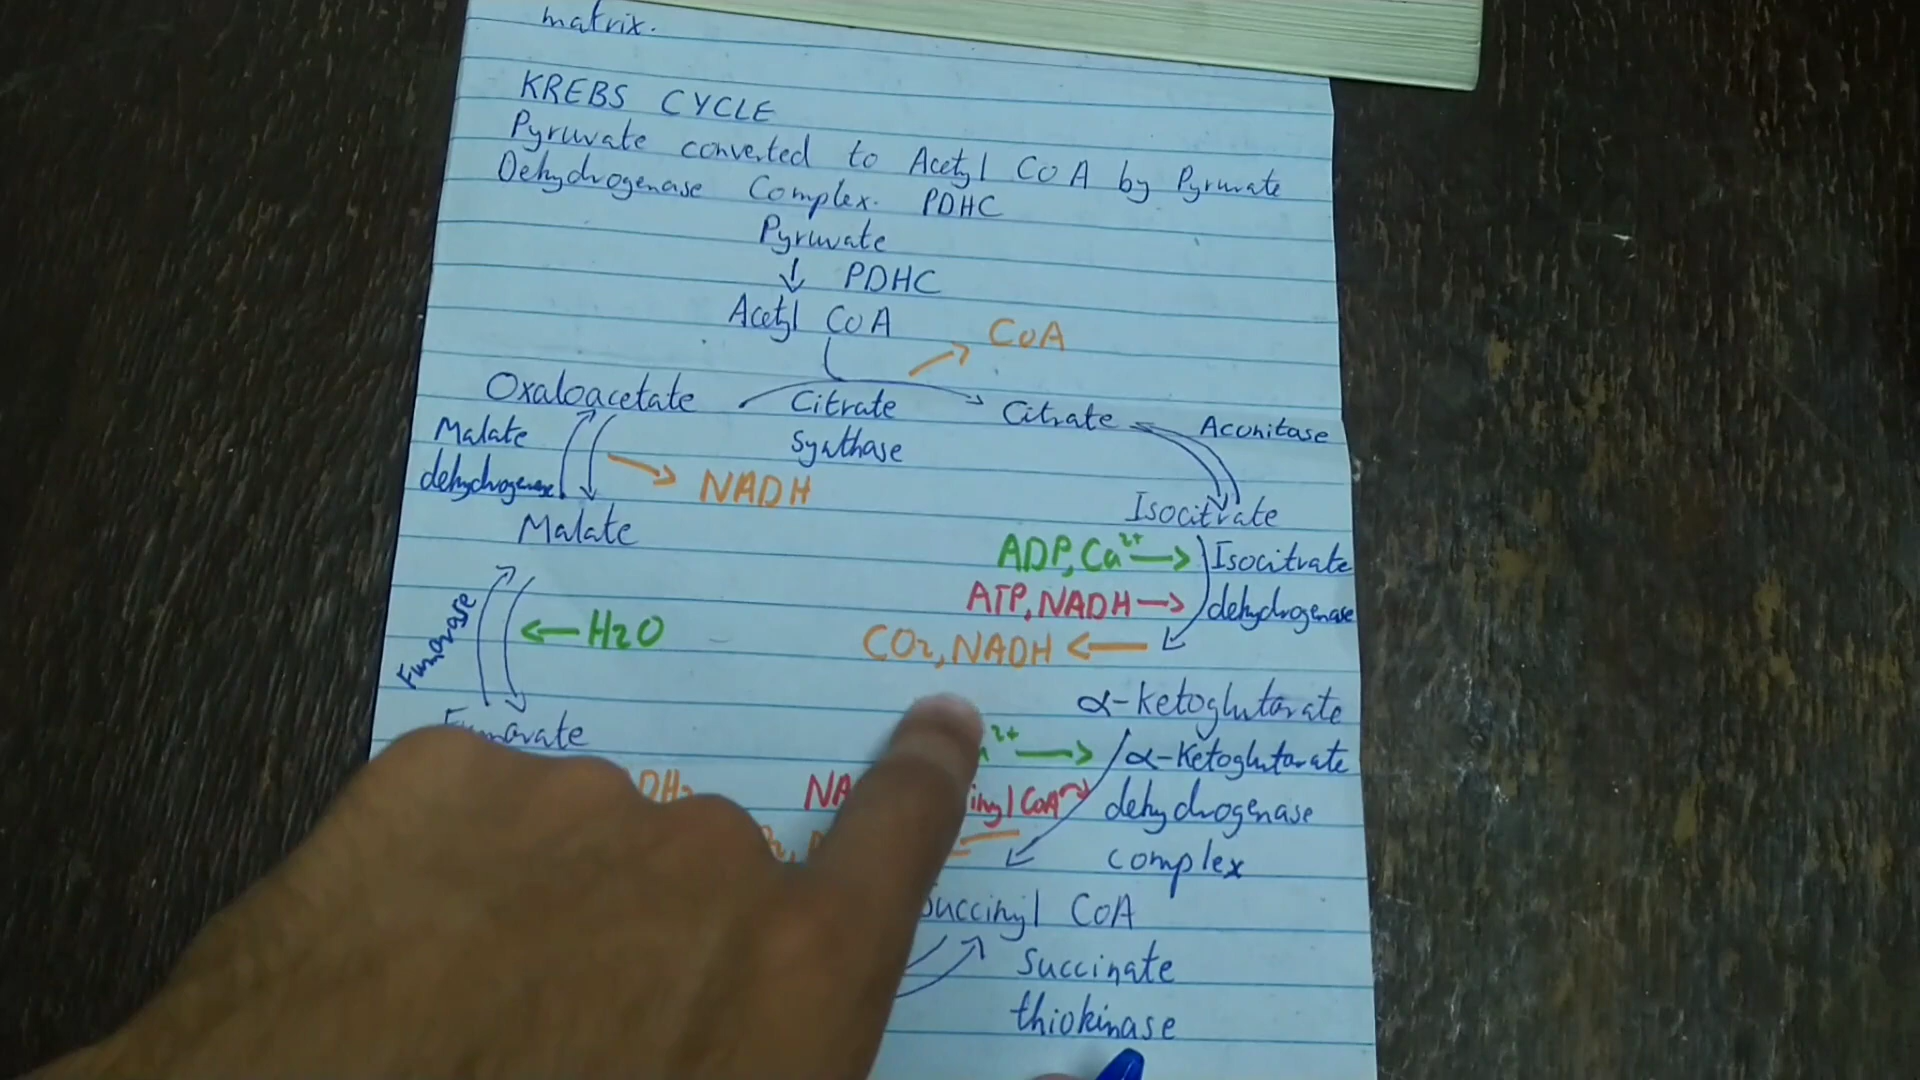 matrix.
KREBS CYCLE
Pyruvate converted to Acetyl CoA by Pyruvate
Dehydrogenase Complex. PDHC
Pyruvate
PDHC
Acetyl CoA
CoA
Oxaloacetate
Citrate
synthase
Citrate
Aconitase
Malate
dehydrogenase
NADH
Malate
Isocitrate
ADP, Ca²⁺
Isocitrate
ATP, NADH
dehydrogenase
CO₂, NADH
Fumarase
H₂O
α-Ketoglutarate
α-Ketoglutarate
CoA
dehydrogenase
complex
Succinyl CoA
Succinate
thiokinase